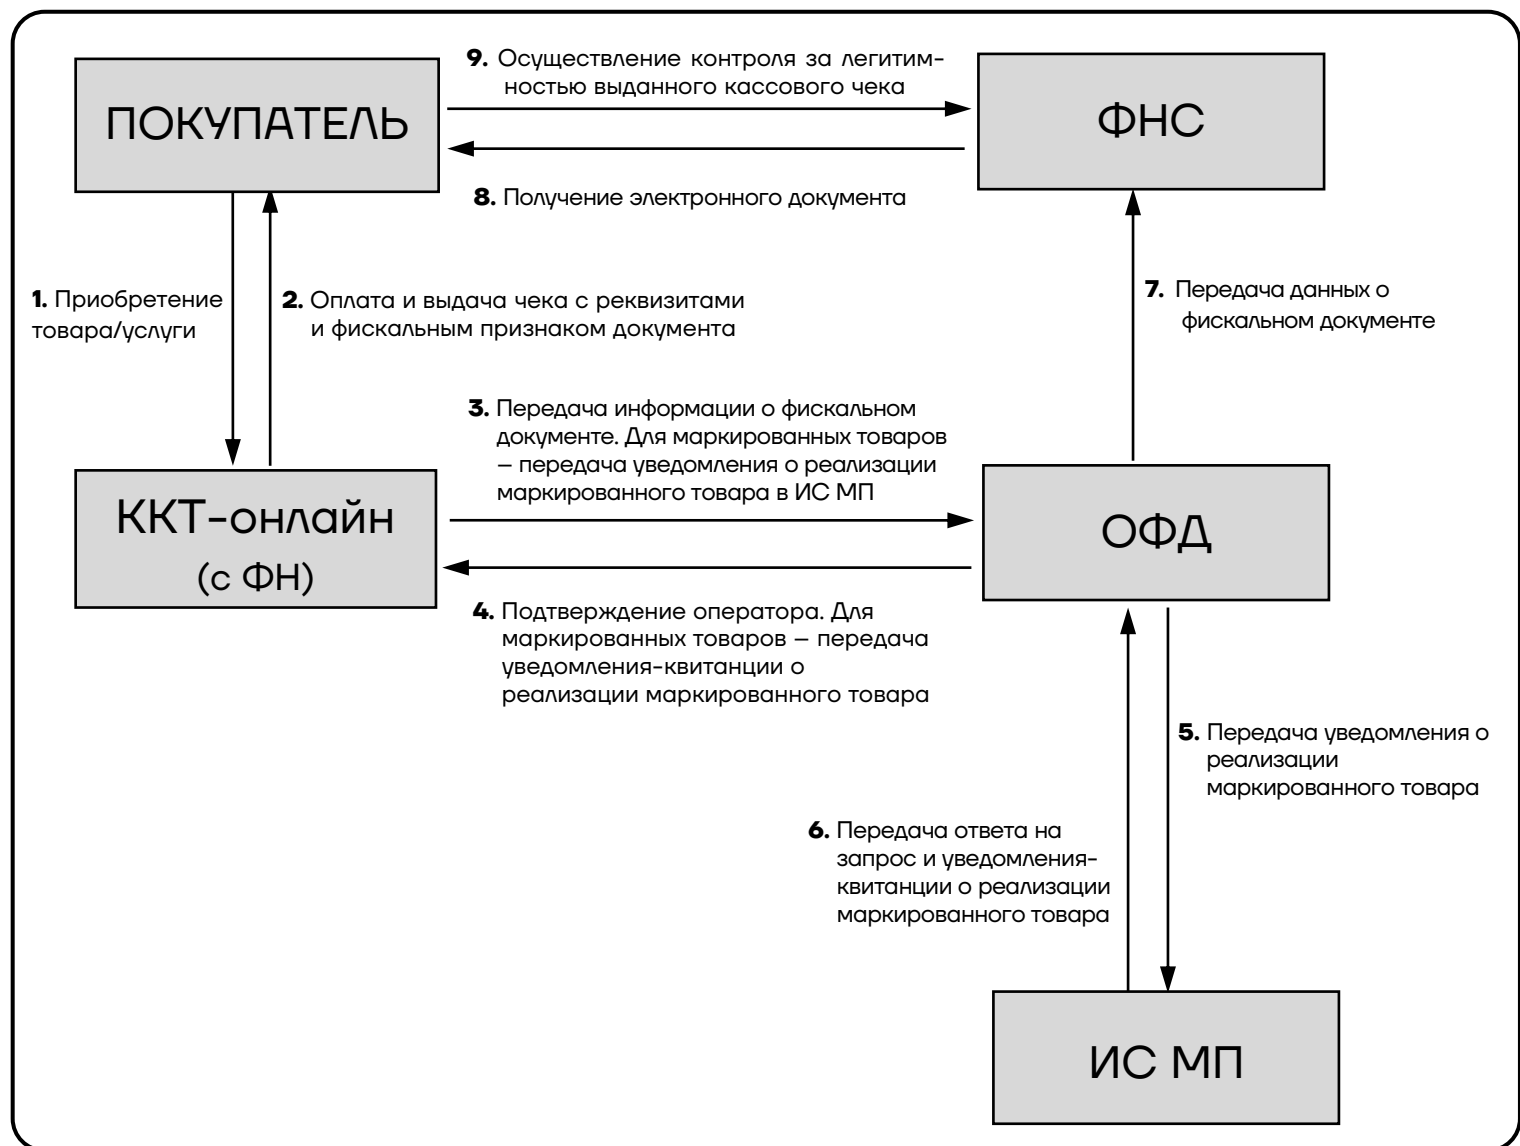 ПОКУПАТЕЛЬ
9. Осуществление контроля за легитим-
ностью выданного кассового чека
ФНС
8. Получение электронного документа
1. Приобретение
товара/услуги
2. Оплата и выдача чека с реквизитами
и фискальным признаком документа
7. Передача данных о
фискальном документе
3. Передача информации о фискальном
документе. Для маркированных товаров
– передача уведомления о реализации
маркированного товара в ИС МП
ККТ-онлайн
(с ФН)
ОФД
4. Подтверждение оператора. Для
маркированных товаров – передача
уведомления-квитанции о
реализации маркированного товара
5. Передача уведомления о
реализации
маркированного товара
6. Передача ответа на
запрос и уведомления-
квитанции о реализации
маркированного товара
ИС МП